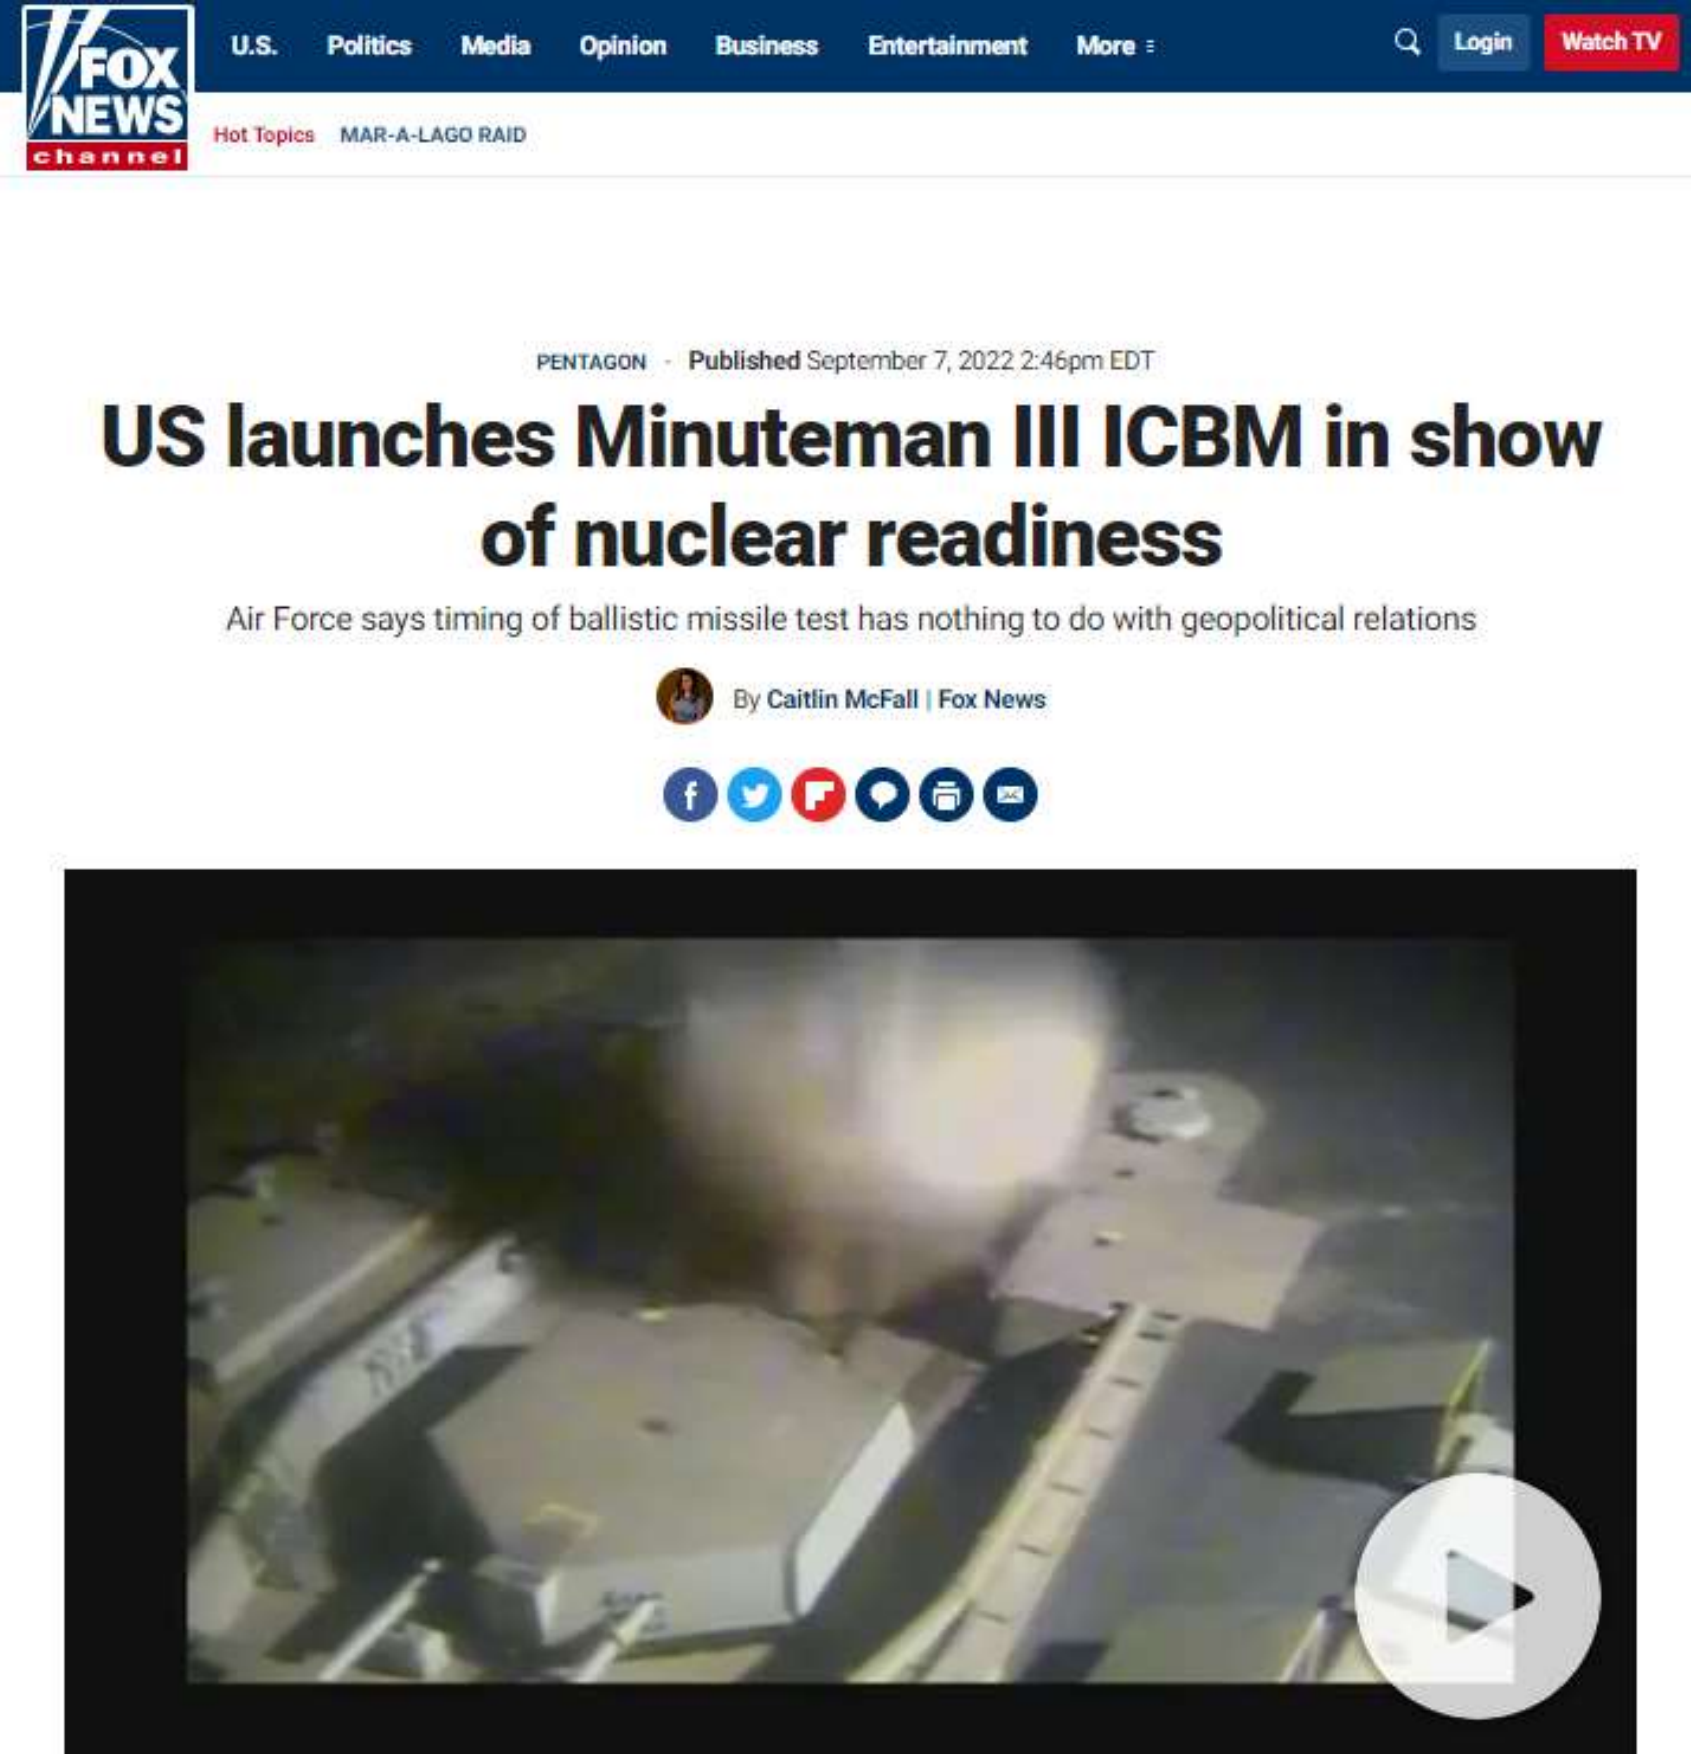 FOX
NEWS
channel
U.S. Politics Media Opinion Business Entertainment More Login Watch TV
Hot Topics MAR-A-LAGO RAID
PENTAGON · Published September 7, 2022 2:46pm EDT
US launches Minuteman III ICBM in show
of nuclear readiness
Air Force says timing of ballistic missile test has nothing to do with geopolitical relations
By Caitlin McFall | Fox News